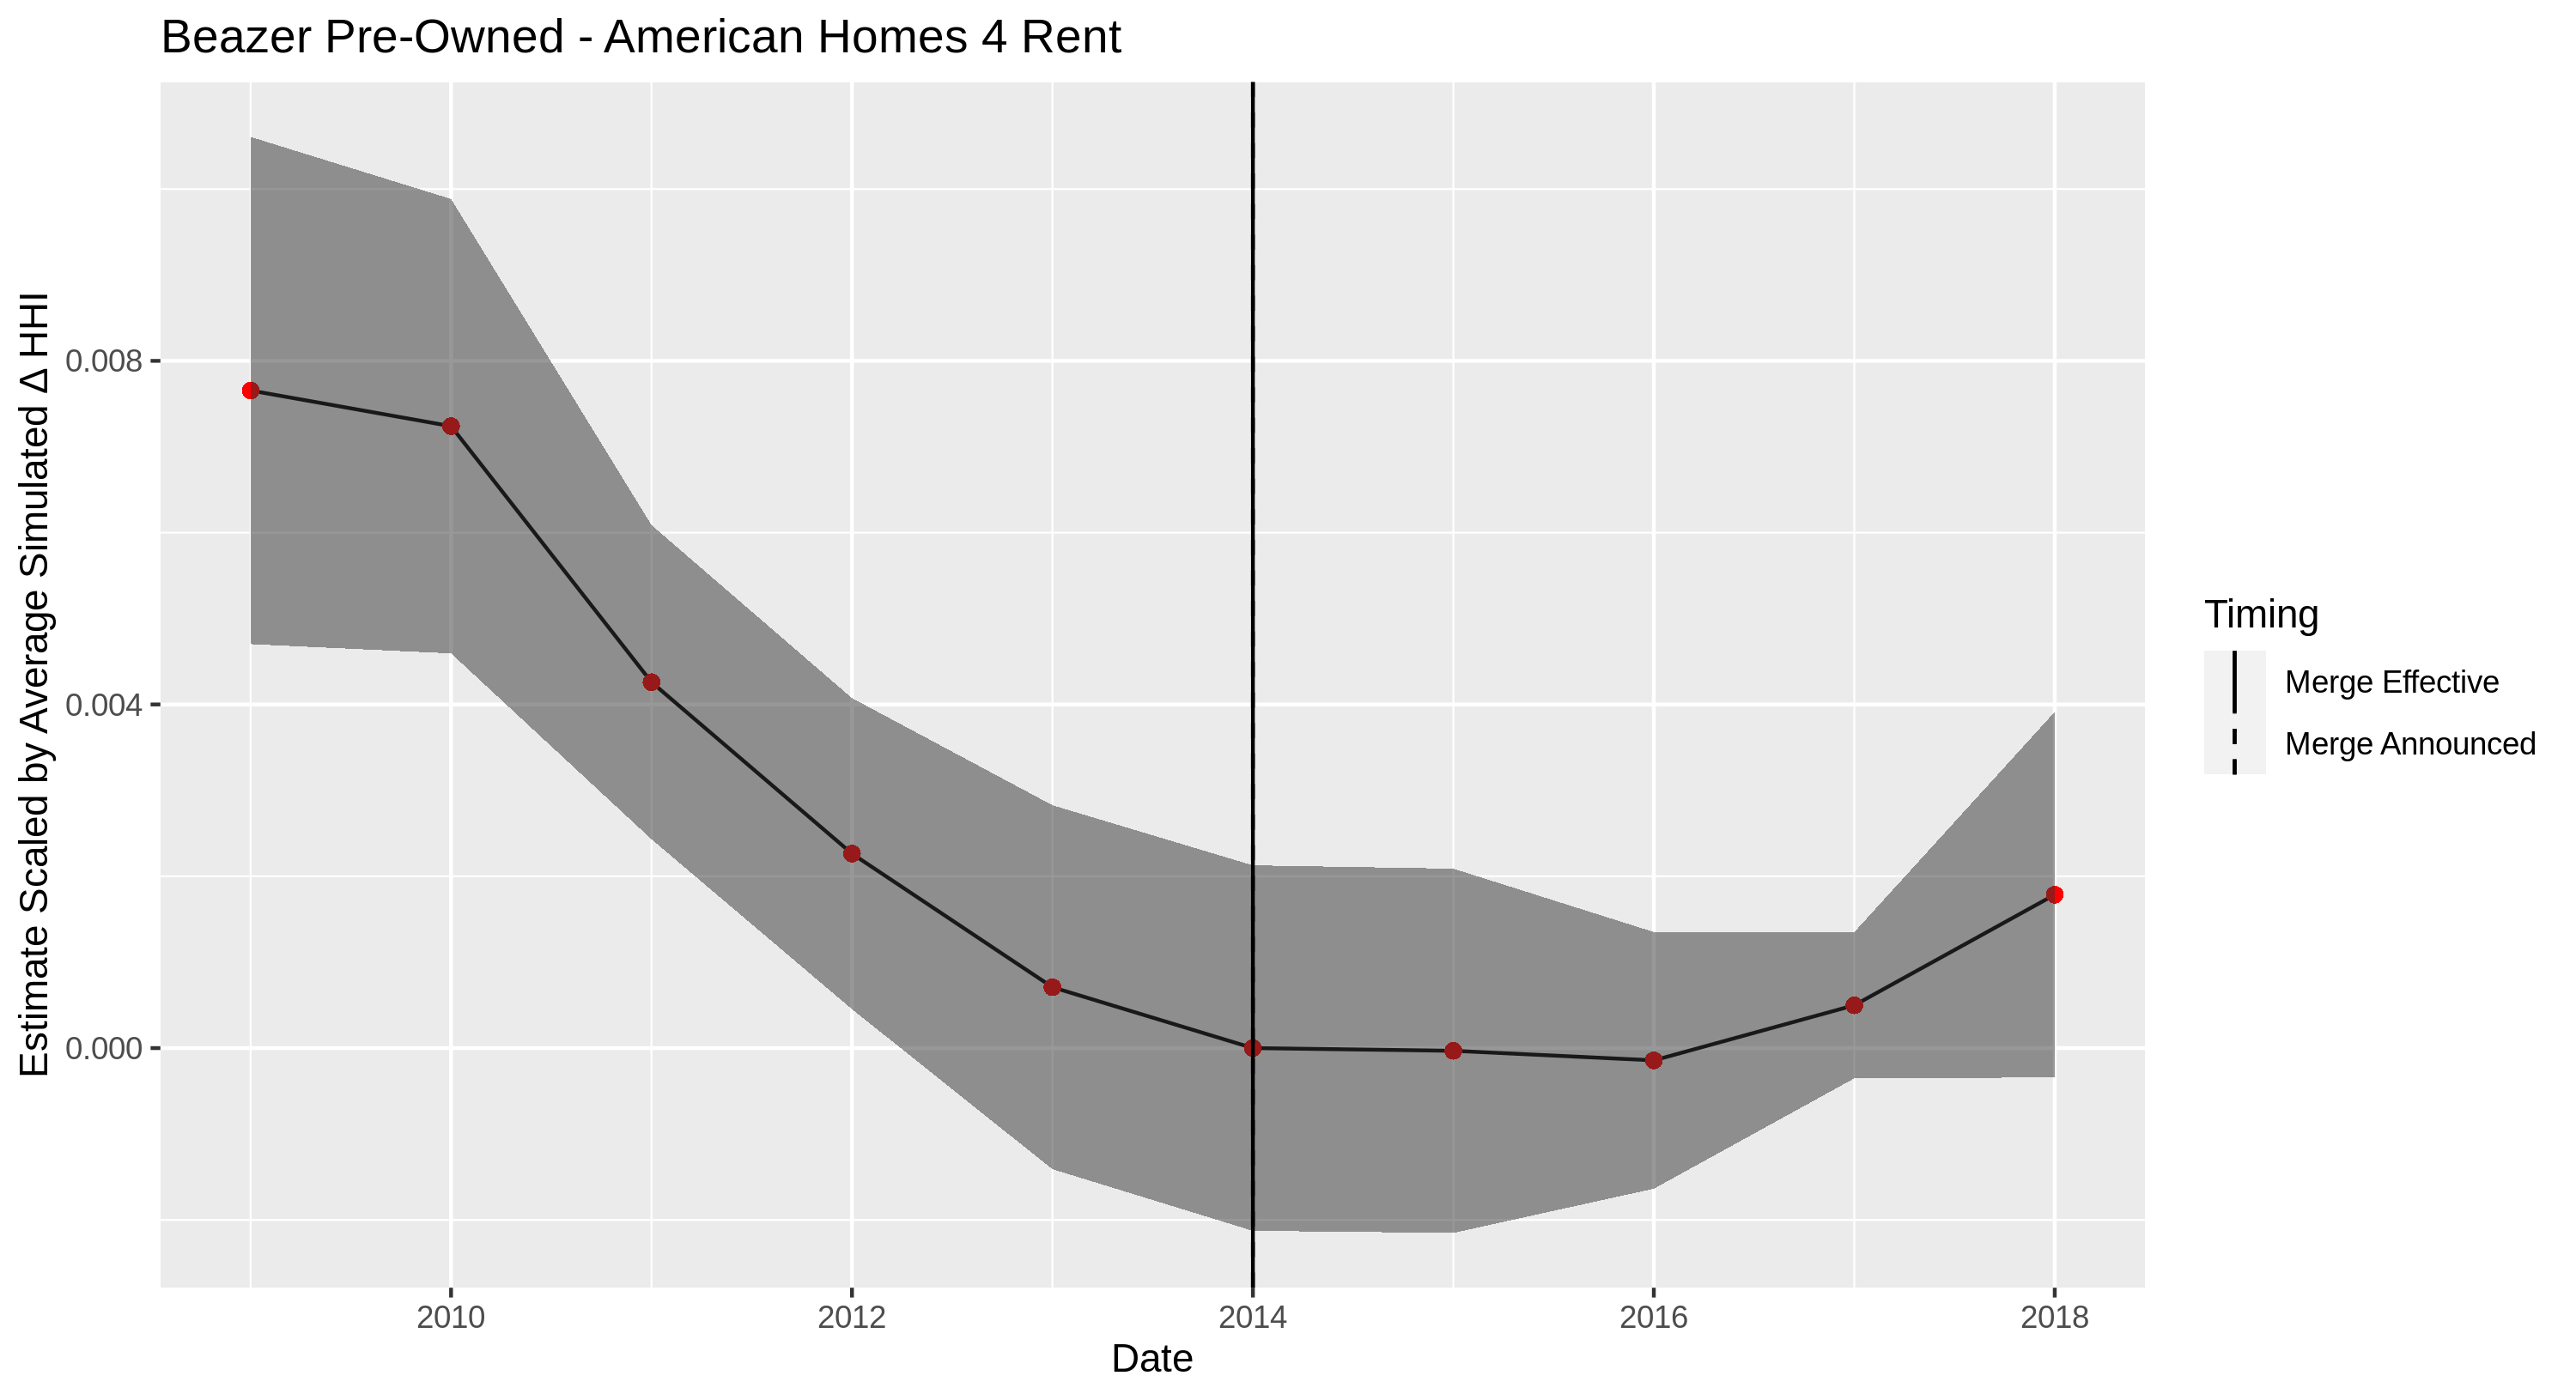 Beazer Pre-Owned - American Homes 4 Rent
Estimate Scaled by Average Simulated Δ HHI
0.008
0.004
0.000
2010
2012
2014
2016
2018
Date
Timing
Merge Effective
Merge Announced